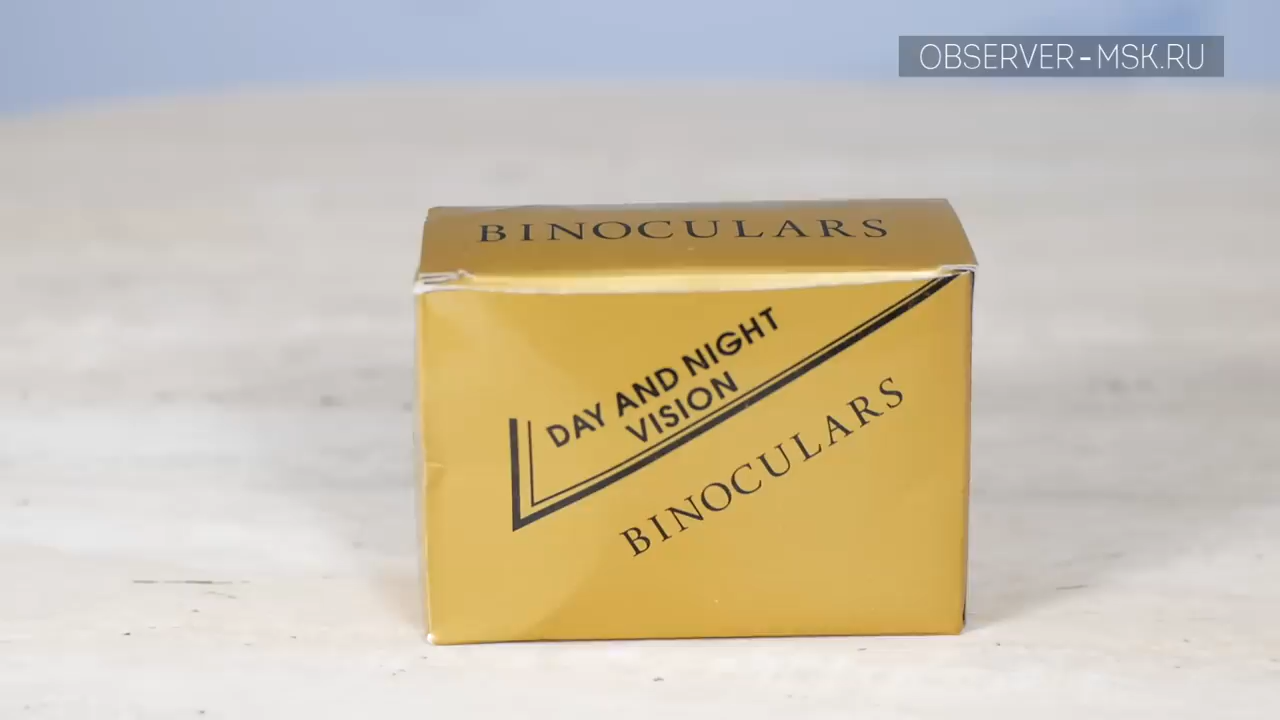 OBSERVER-MSK.RU
BINOCULARS
DAY AND NIGHT
VISION
BINOCULARS